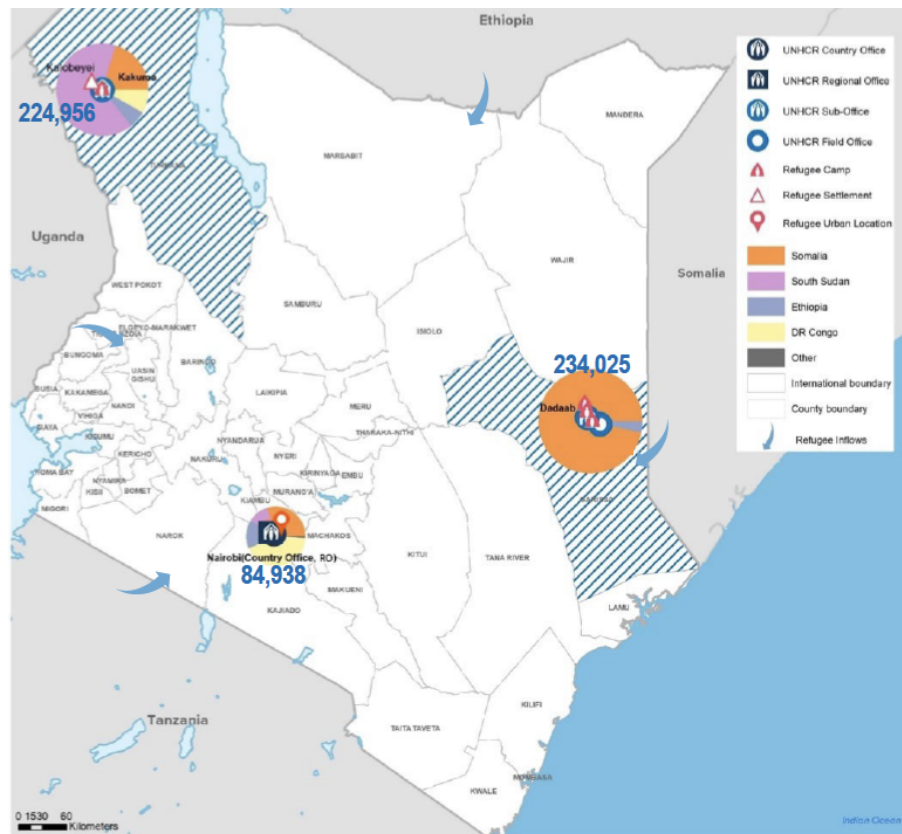 Ethiopia
UNHCR Country Office
UNHCR Regional Office
UNHCR Sub-Office
UNHCR Field Office
Refugee Camp
Refugee Settlement
Refugee Urban Location
Somalia
South Sudan
Ethiopia
DR Congo
Other
International boundary
County boundary
Refugee Inflows
Kalobeyei
Kakuma
224,956
MANDERA
MARSABIT
TURKANA
Uganda
Somalia
WAJIR
WEST POKOT
SAMBURU
ISIOLO
ELGEYO-MARAKWET
BUNGOMA
UASIN
GISHU
BARINGO
234,025
BUSIA
KAKAMEGA
NANDI
LAIKIPIA
MERU
Dadaab
VIHIGA
SIAYA
KISUMU
NYANDARUA
THARAKA-NITHI
KERICHO
NAKURU
NYERI
HOMA BAY
NYAMIRA
KIRINYAGA
EMBU
KISII
BOMET
MURANG'A
KIAMBU
GARISSA
MIGORI
NAROK
MACHAKOS
Nairobi(Country Office, RO)
84,938
KITUI
TANA RIVER
MAKUENI
KAJIADO
LAMU
Tanzania
KILIFI
TAITA TAVETA
MOMBASA
KWALE
0 1530 60
Kilometers
Indian Ocean